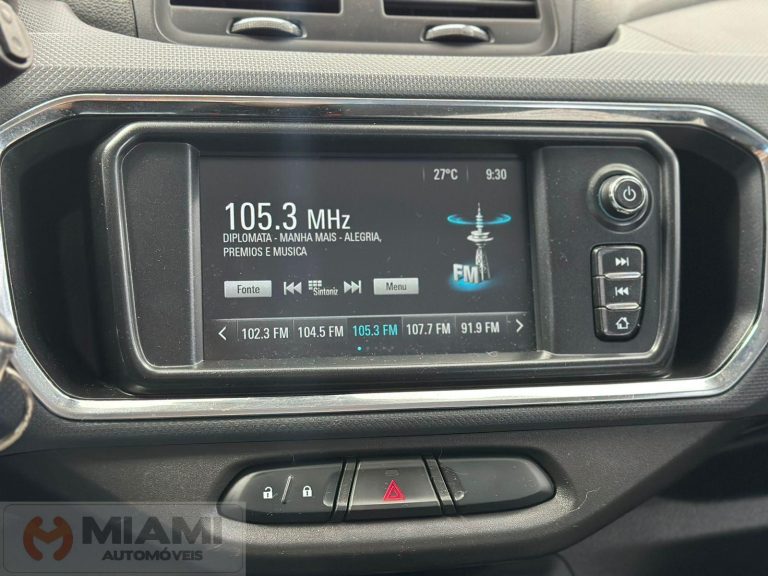 27°C 9:30
105.3 MHz
DIPLOMATA - MANHA MAIS - ALEGRIA,
PREMIOS E MUSICA
FM
Fonte Sintoniz Menu
102.3 FM 104.5 FM 105.3 FM 107.7 FM 91.9 FM
MIAMI
AUTOMÓVEIS